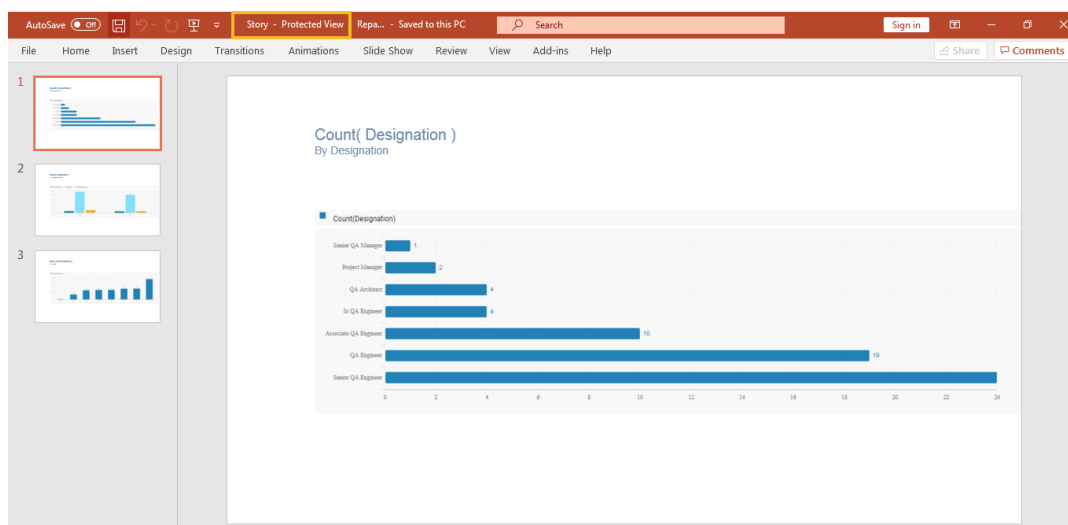 AutoSave Off Story - Protected View Repa... - Saved to this PC Search Sign in
File Home Insert Design Transitions Animations Slide Show Review View Add-ins Help Share Comments
1
2
3
Count( Designation )
By Designation
Count(Designation)
Senior QA Manager 1
Project Manager 2
QA Architect 4
Sr QA Engineer 4
Associate QA Engineer 10
QA Engineer 19
Senior QA Engineer
0 2 4 6 8 10 12 14 16 18 20 22 24